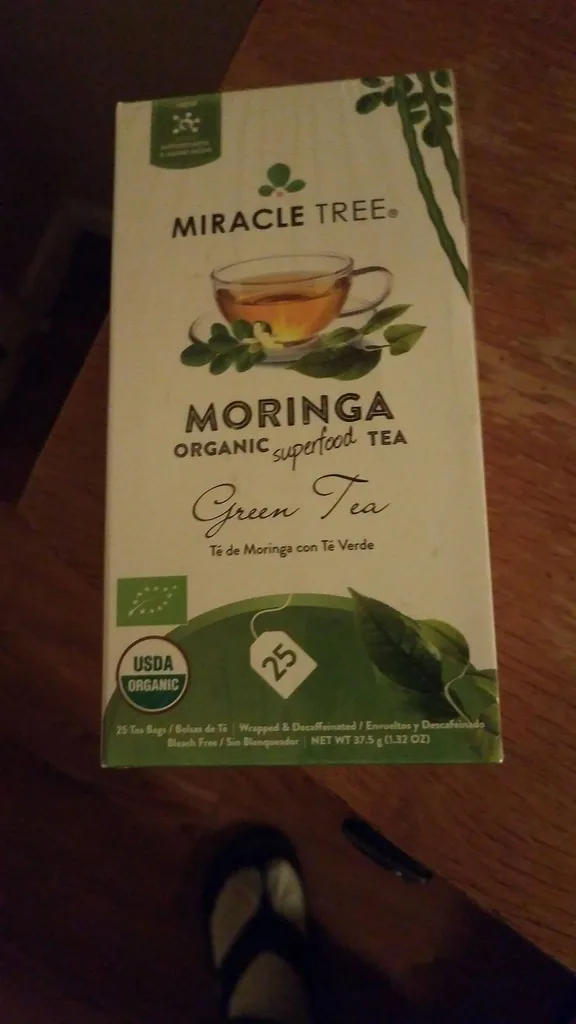 MIRACLE TREE®
MORINGA
ORGANIC superfood TEA
Green Tea
Té de Moringa con Té Verde
25
USDA
ORGANIC
25 Tea Bags / Bolsas de Té | Wrapped & Decaffeinated / Envueltos y Descafeinado
Bleach Free / Sin Blanqueador | NET WT 37.5 g (1.32 OZ)